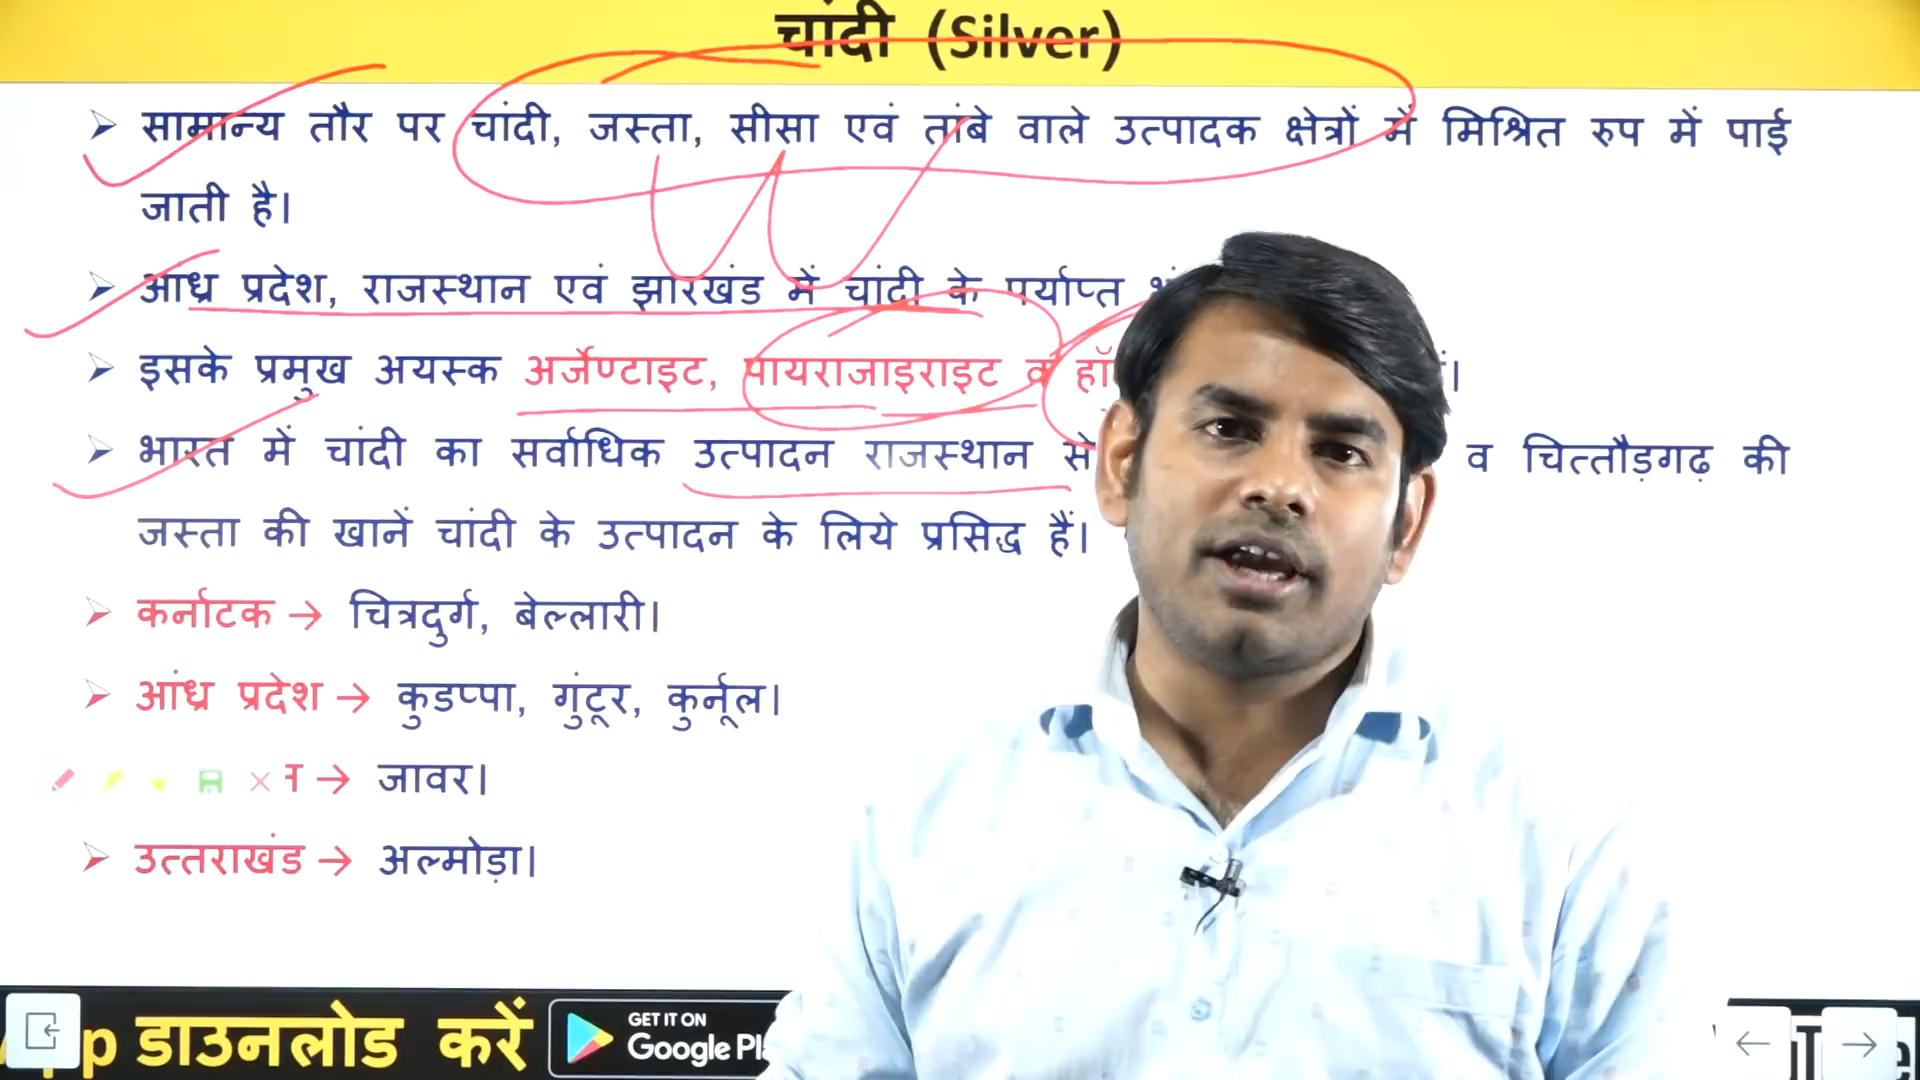 चांदी (Silver)
सामान्य तौर पर चांदी, जस्ता, सीसा एवं तांबे वाले उत्पादक क्षेत्रों में मिश्रित रुप में पाई
जाती है।
आंध्र प्रदेश, राजस्थान एवं झारखंड में चांदी के पर्याप्त
इसके प्रमुख अयस्क अर्जेण्टाइट, पायराजाइराइट व
भारत में चांदी का सर्वाधिक उत्पादन राजस्थान से व चित्तौड़गढ़ की
जस्ता की खानें चांदी के उत्पादन के लिये प्रसिद्ध हैं।
कर्नाटक → चित्रदुर्ग, बेल्लारी।
आंध्र प्रदेश → कुडप्पा, गुंटूर, कुर्नूल।
→ जावर।
उत्तराखंड → अल्मोड़ा।
डाउनलोड करें GET IT ON
Google